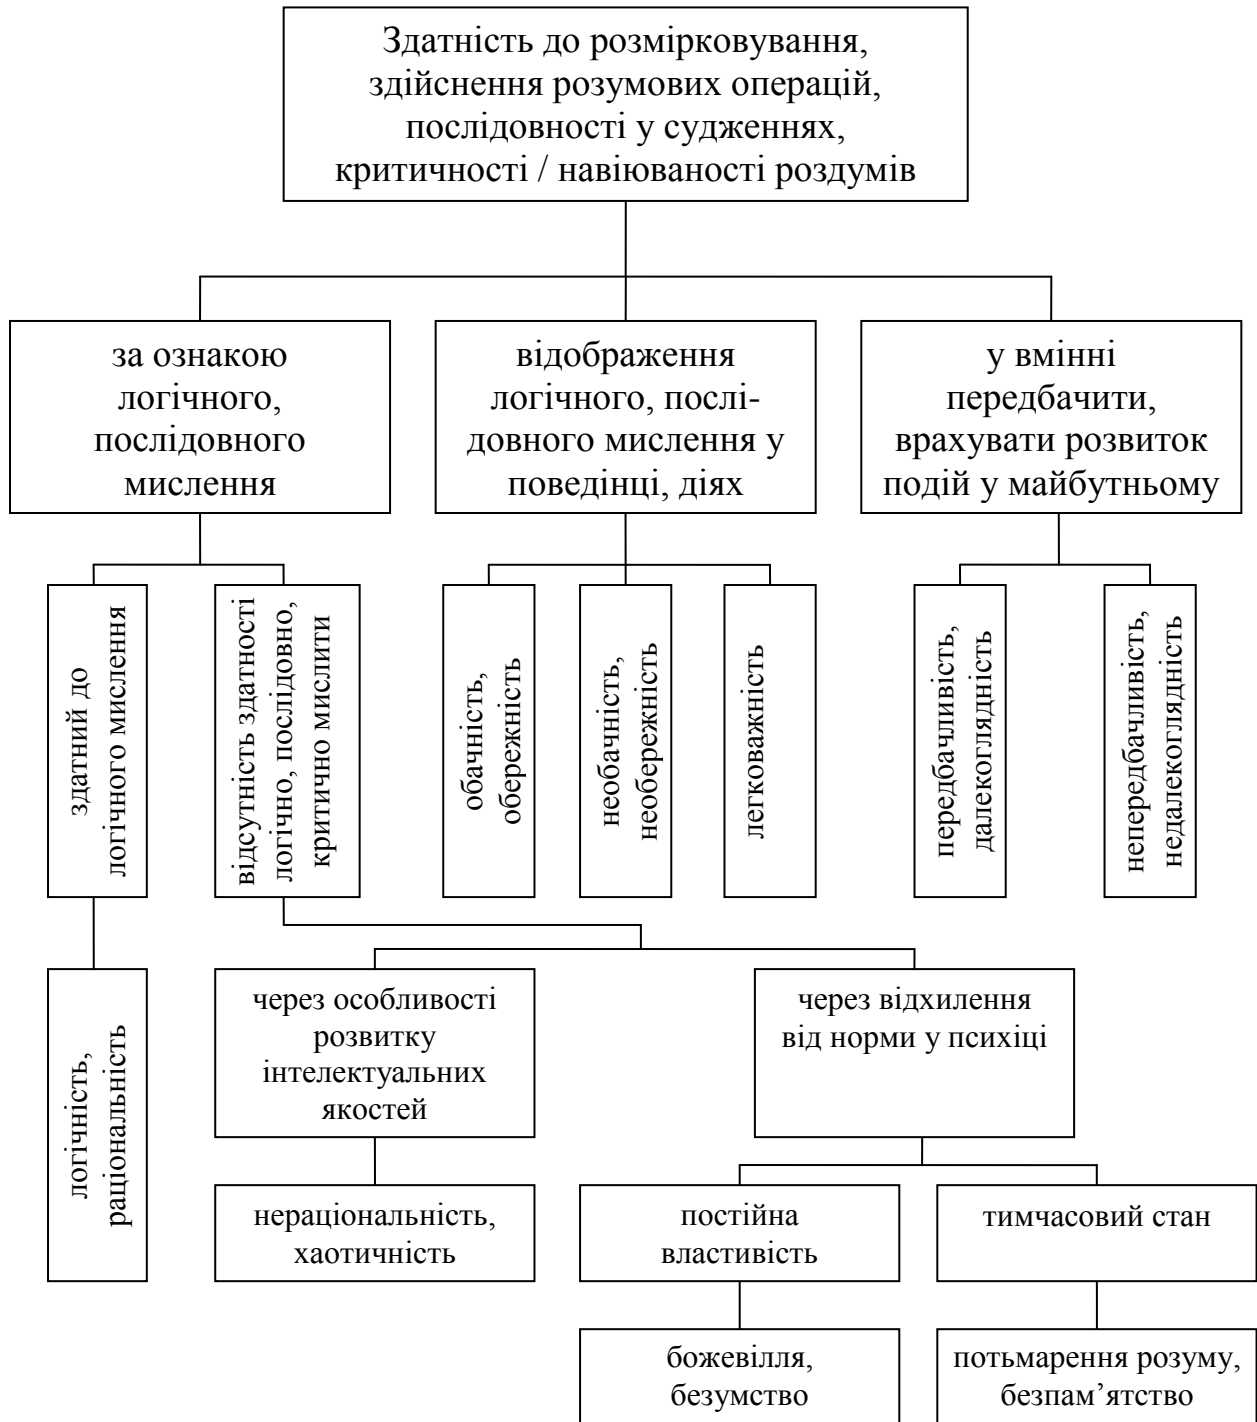 Здатність до розмірковування,
здійснення розумових операцій,
послідовності у судженнях,
критичності / навіюваності роздумів
за ознакою
логічного,
послідовного
мислення
відображення
логічного, послі-
довного мислення у
поведінці, діях
у вмінні
передбачити,
врахувати розвиток
подій у майбутньому
здатний до
логічного мислення
відсутність здатності
логічно, послідовно,
критично мислити
обачність,
обережність
необачність,
необережність
легковажність
передбачливість,
далекоглядність
непередбачливість,
недалекоглядність
логічність,
раціональність
через особливості
розвитку
інтелектуальних
якостей
через відхилення
від норми у психіці
нераціональність,
хаотичність
постійна
властивість
тимчасовий стан
божевілля,
безумство
потьмарення розуму,
безпам’ятство